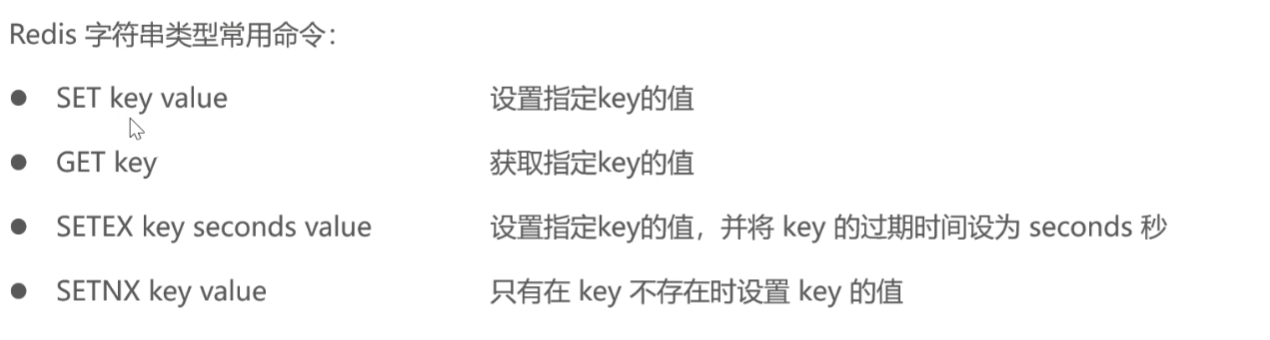 Redis 字符串类型常用命令：
● SET key value 设置指定key的值
● GET key 获取指定key的值
● SETEX key seconds value 设置指定key的值，并将 key 的过期时间设为 seconds 秒
● SETNX key value 只有在 key 不存在时设置 key 的值